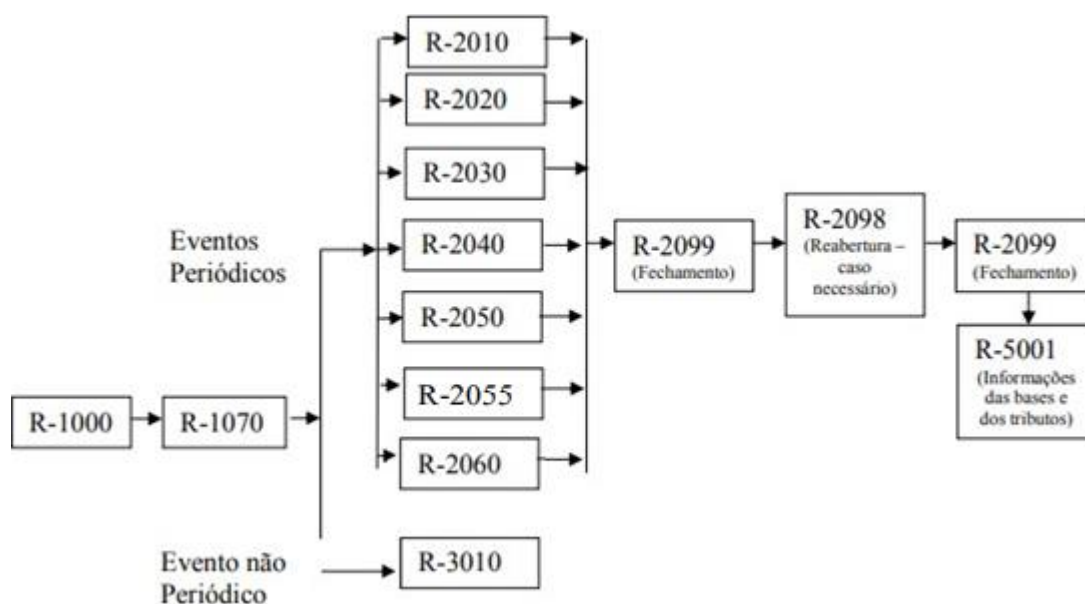 R-2010
R-2020
R-2030
Eventos
Periódicos
R-2040
R-2050
R-2055
R-2060
R-2099
(Fechamento)
R-2098
(Reabertura –
caso
necessário)
R-2099
(Fechamento)
R-5001
(Informações
das bases e
dos tributos)
R-1000
R-1070
Evento não
Periódico
R-3010